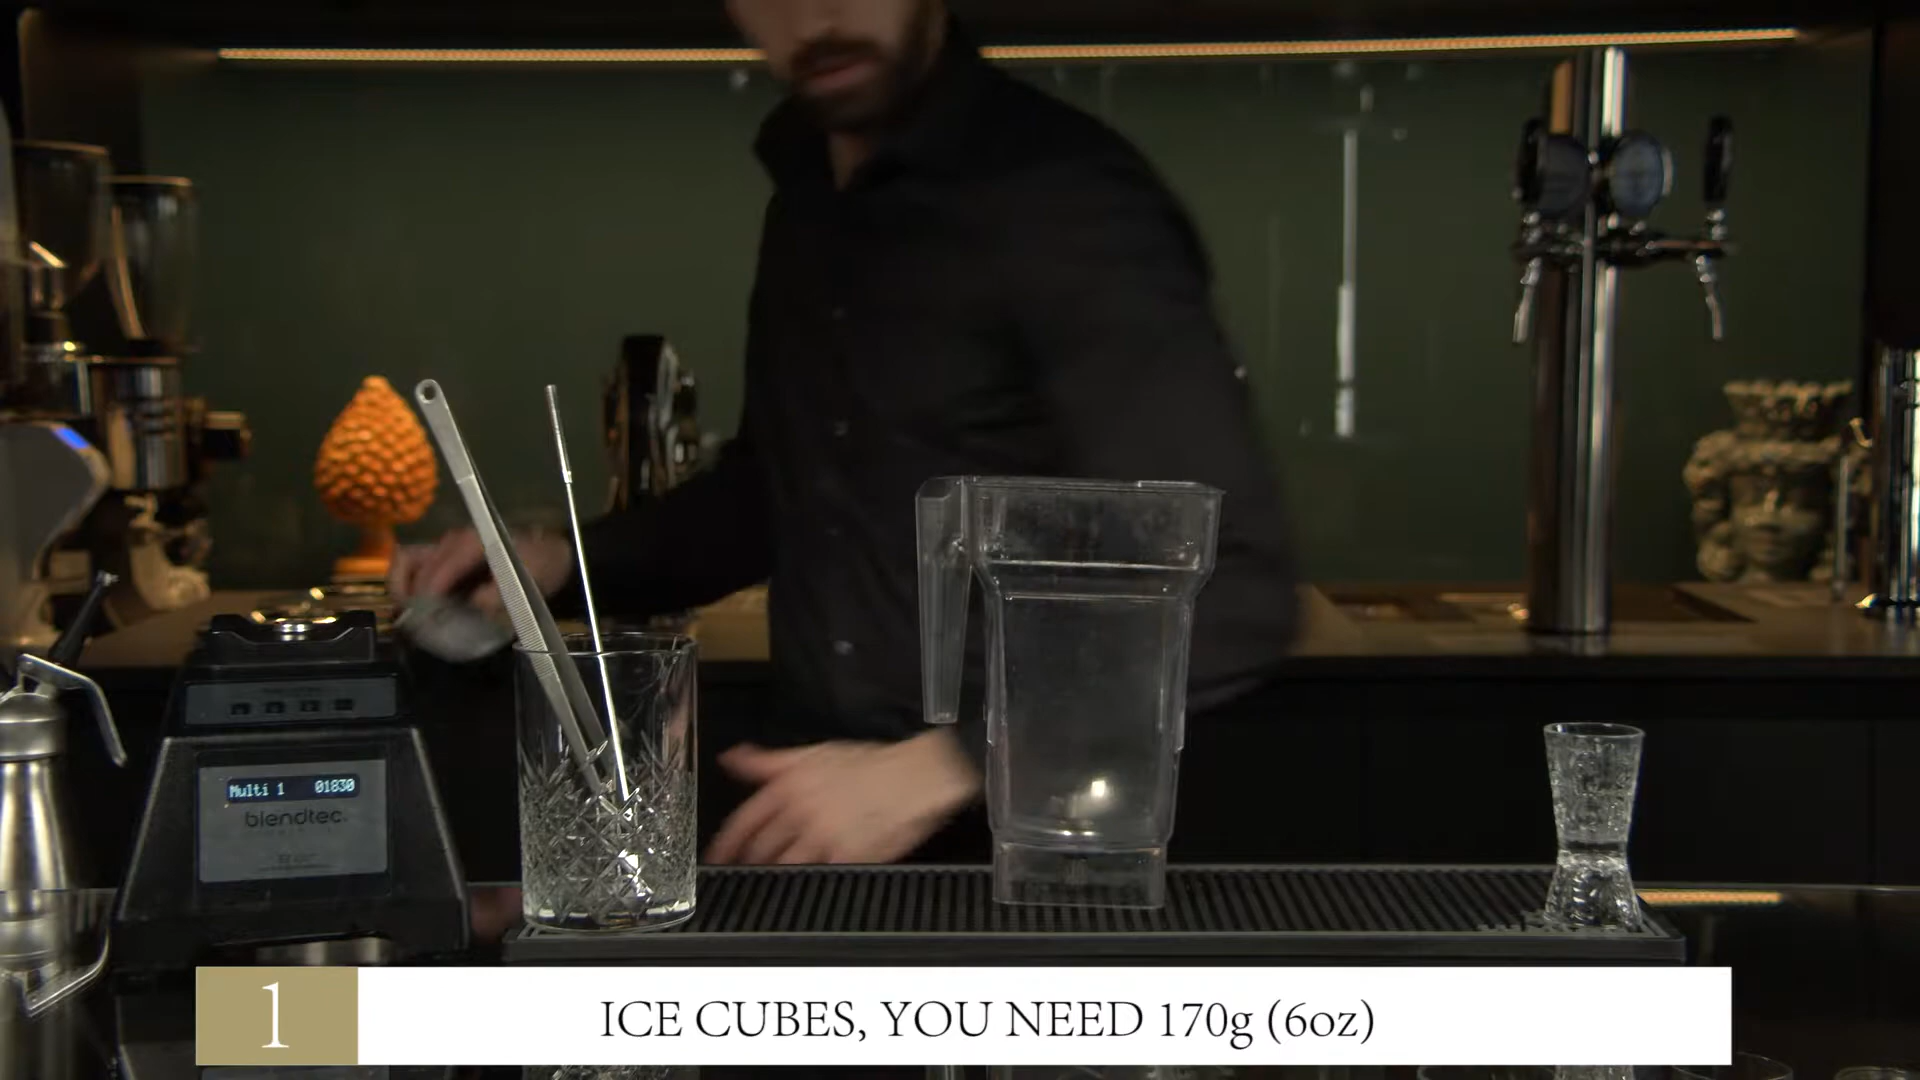 Multi 1 01830
blendtec
1
ICE CUBES, YOU NEED 170g (6oz)